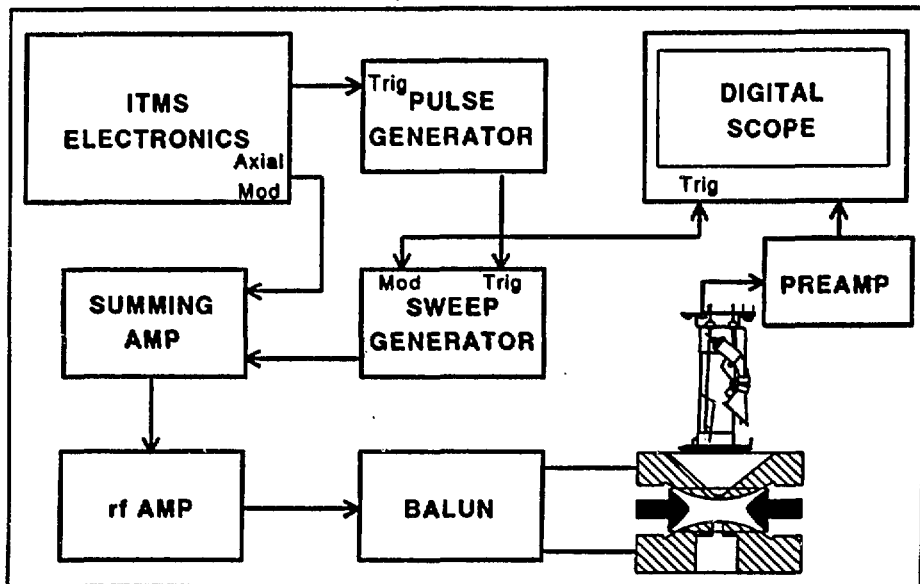 ITMS
ELECTRONICS
Axial
Mod
Trig
PULSE
GENERATOR
DIGITAL
SCOPE
Trig
Mod
Trig
SWEEP
GENERATOR
SUMMING
AMP
PREAMP
rf AMP
BALUN